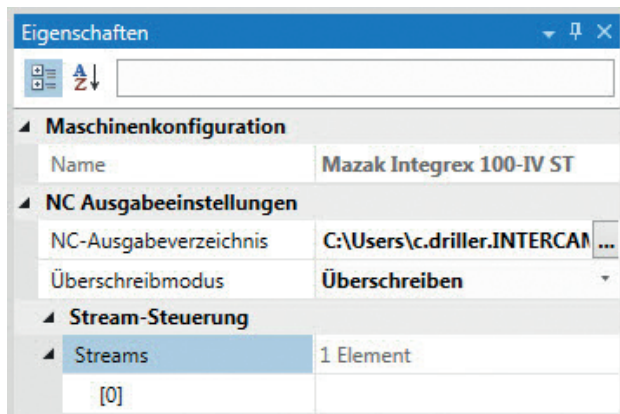 Eigenschaften
A
Z
Maschinenkonfiguration
Name Mazak Integrex 100-IV ST
NC Ausgabeeinstellungen
NC-Ausgabeverzeichnis C:\Users\c.driller.INTERCAM ...
Überschreibmodus Überschreiben
Stream-Steuerung
Streams 1 Element
[0]